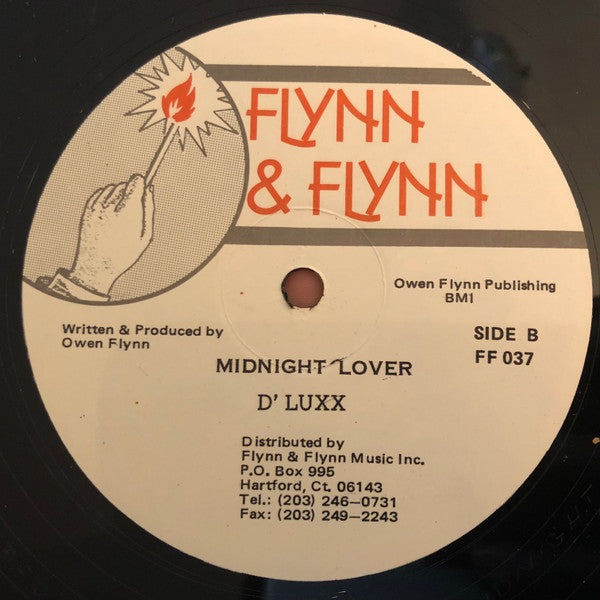 FLYNN
& FLYNN
Owen Flynn Publishing
BM1
Written & Produced by
Owen Flynn
SIDE B
FF 037
MIDNIGHT LOVER
D' LUXX
Distributed by
Flynn & Flynn Music Inc.
P.O. Box 995
Hartford, Ct. 06143
Tel.: (203) 246–0731
Fax: (203) 249–2243